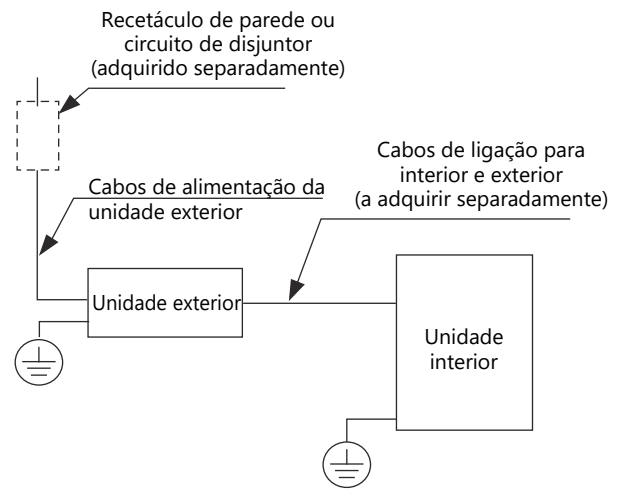 Recetáculo de parede ou
circuito de disjuntor
(adquirido separadamente)
Cabos de ligação para
interior e exterior
(a adquirir separadamente)
Cabos de alimentação da
unidade exterior
Unidade exterior
Unidade
interior